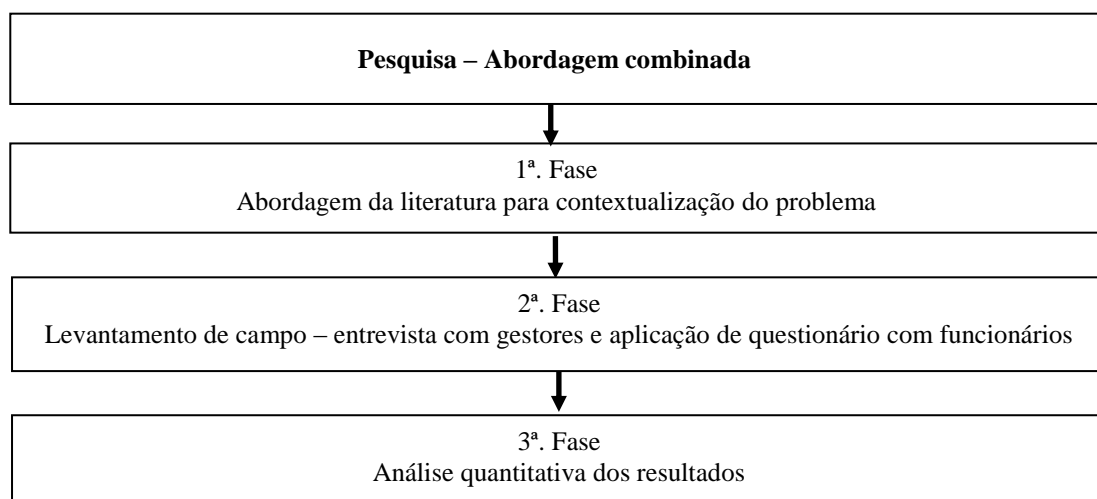 Pesquisa – Abordagem combinada
1ª. Fase
Abordagem da literatura para contextualização do problema
2ª. Fase
Levantamento de campo – entrevista com gestores e aplicação de questionário com funcionários
3ª. Fase
Análise quantitativa dos resultados